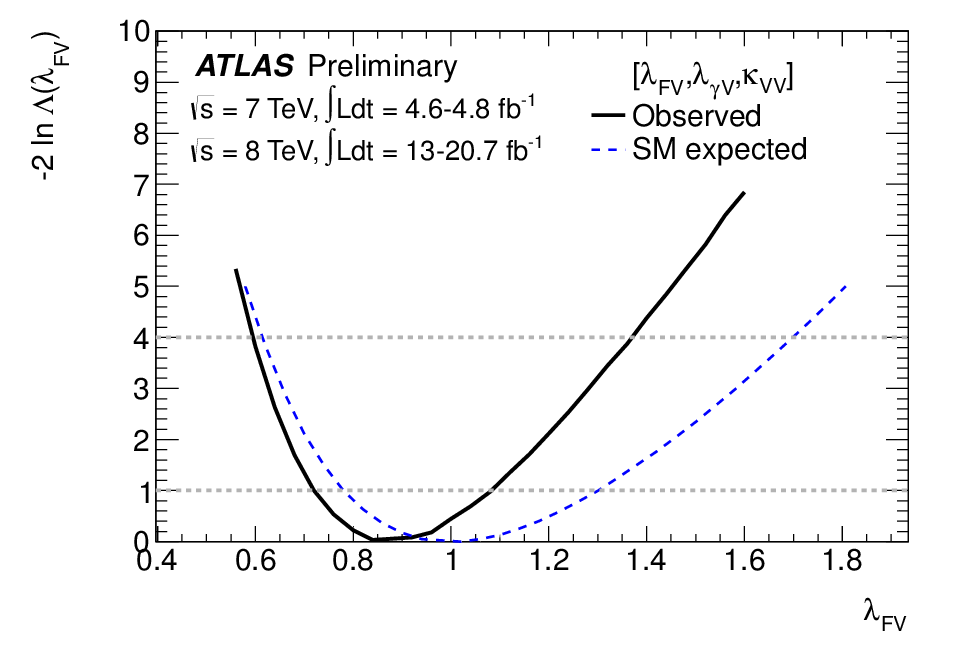 -2 ln Λ(λFV)
10
9
8
7
6
5
4
3
2
1
0
ATLAS Preliminary
√s = 7 TeV, ∫Ldt = 4.6-4.8 fb-1
√s = 8 TeV, ∫Ldt = 13-20.7 fb-1
[λFV,λγV,κVV]
Observed
SM expected
0.4 0.6 0.8 1 1.2 1.4 1.6 1.8
λFV